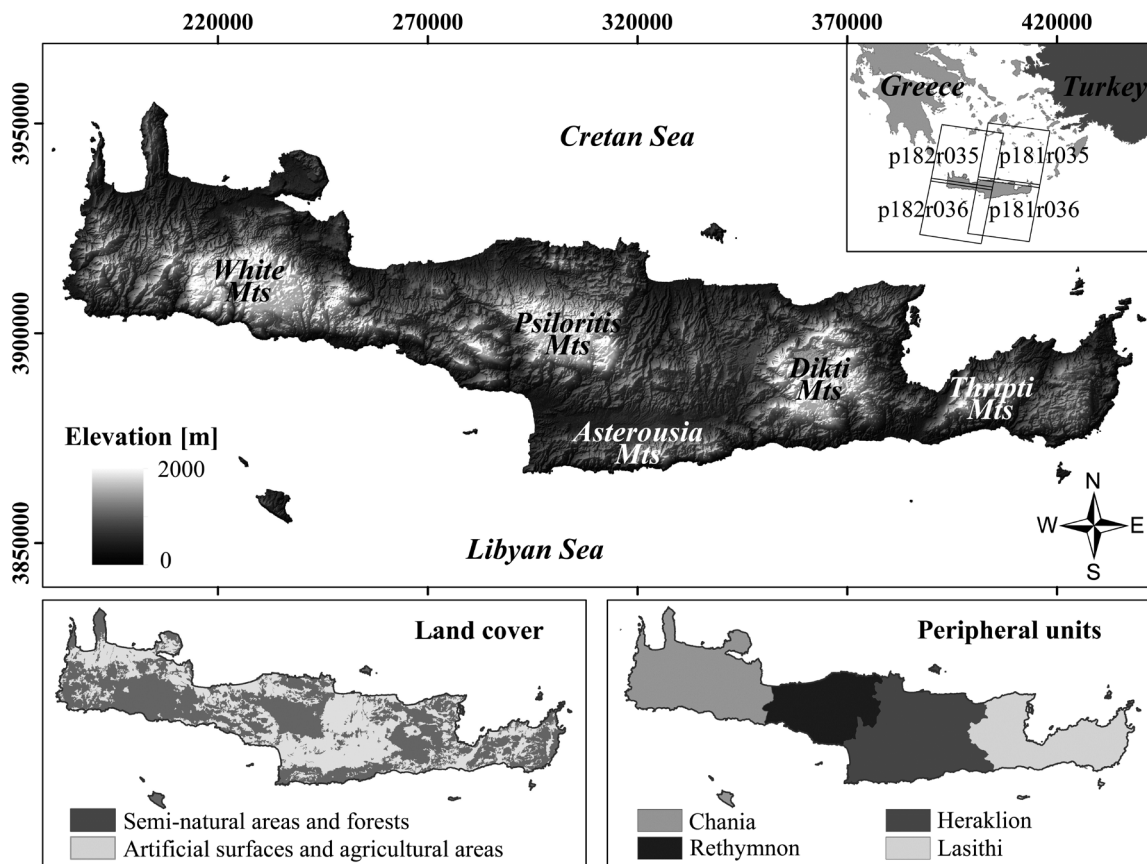 220000 270000 320000 370000 420000
3950000
3900000
3850000
Greece
Turkey
p182r035
p181r035
p182r036
p181r036
Cretan Sea
White
Mts
Psiloritis
Mts
Dikti
Mts
Thripti
Mts
Asterousia
Mts
Elevation [m]
2000
0
Libyan Sea
N
W
E
S
Land cover
Semi-natural areas and forests
Artificial surfaces and agricultural areas
Peripheral units
Chania
Heraklion
Rethymnon
Lasithi